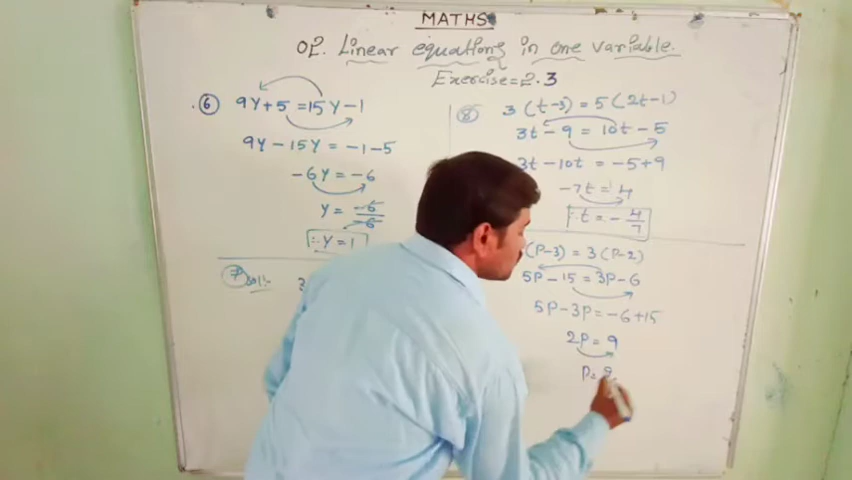 MATHS
02. Linear equations in one variable.
Exercise=2.3
6 9Y+5 =15Y-1
9Y-15Y = -1-5
-6Y = -6
Y = -6/-6
∴Y = 1
7 Sol:- 3
8 3(t-3) = 5(2t-1)
3t-9 = 10t-5
3t-10t = -5+9
-7t = 4
∴t = -4/7
(P-3) = 3(P-2)
5P-15 = 3P-6
5P-3P = -6+15
2P = 9
P= 9